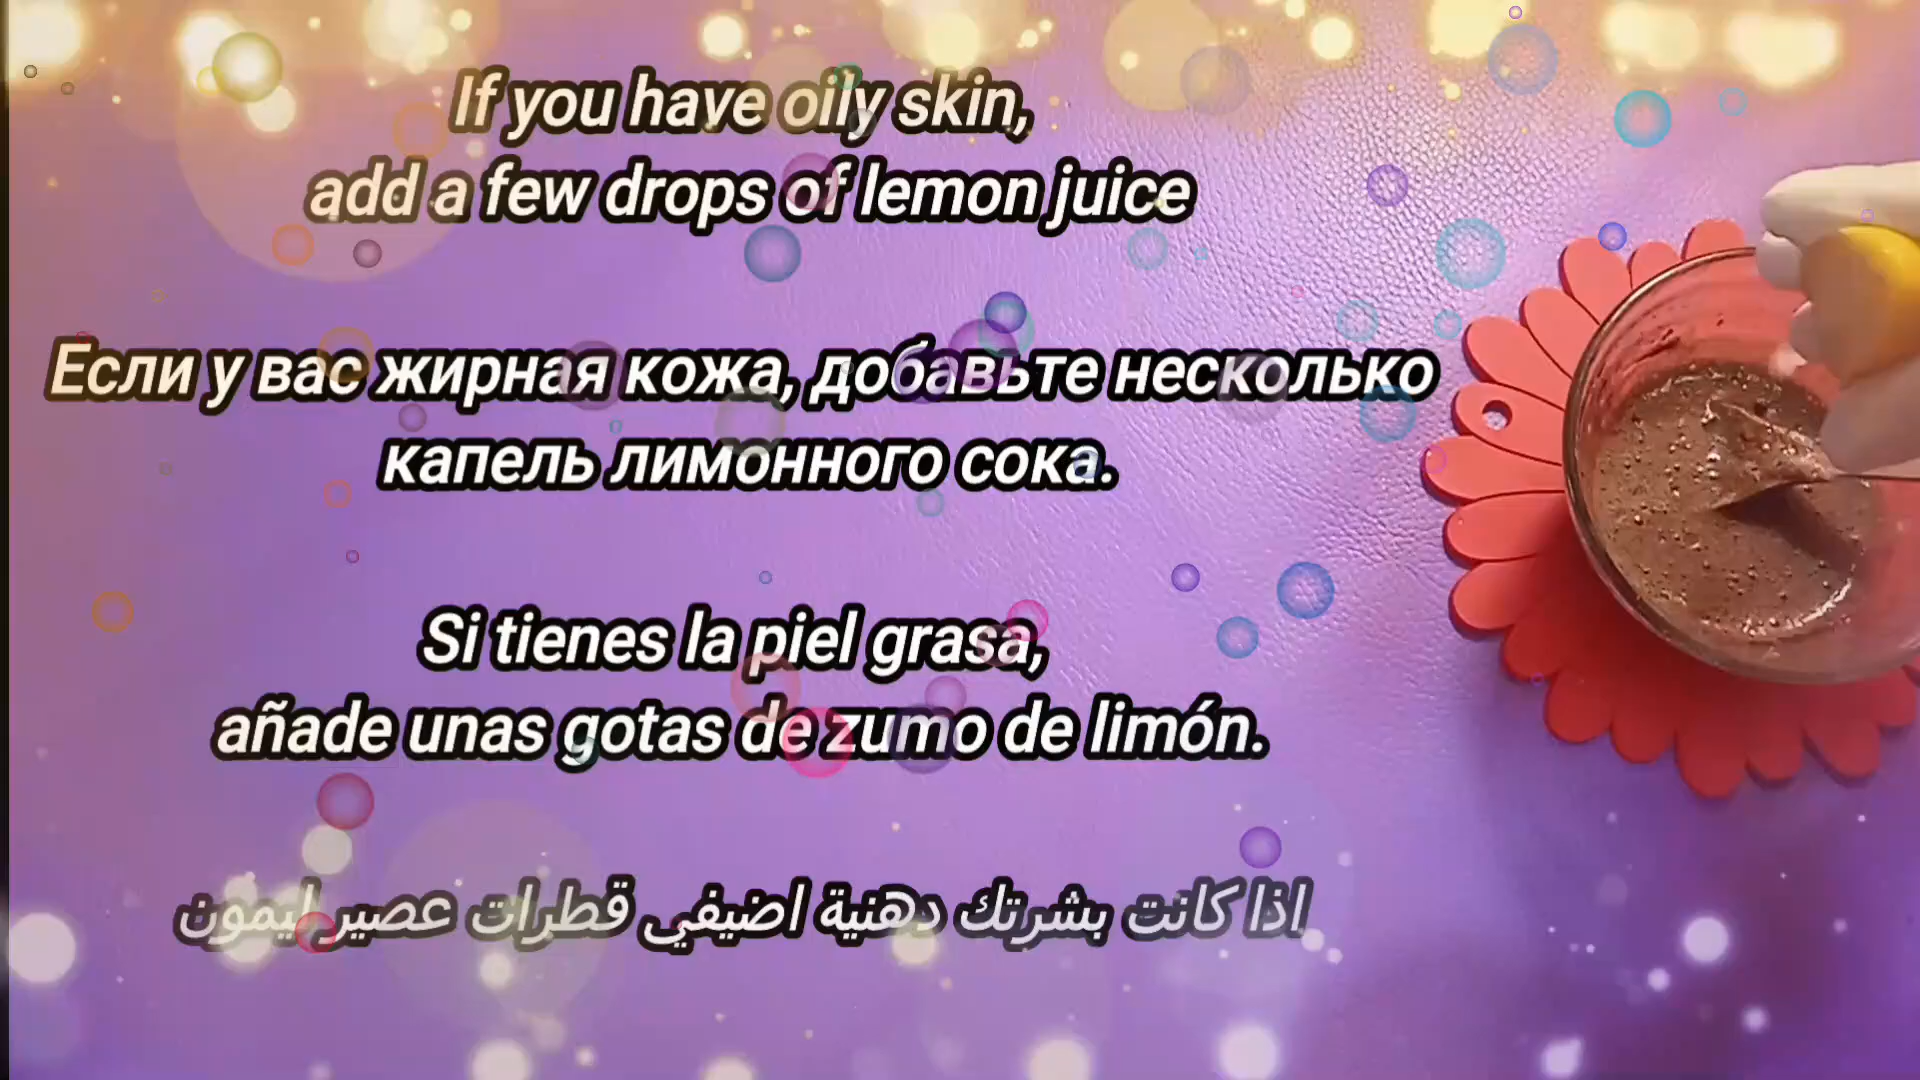 If you have oily skin,
add a few drops of lemon juice
Если у вас жирная кожа, добавьте несколько
капель лимонного сока.
Si tienes la piel grasa,
añade unas gotas de zumo de limón.
اذا كانت بشرتك دهنية اضيفي قطرات عصير ليمون